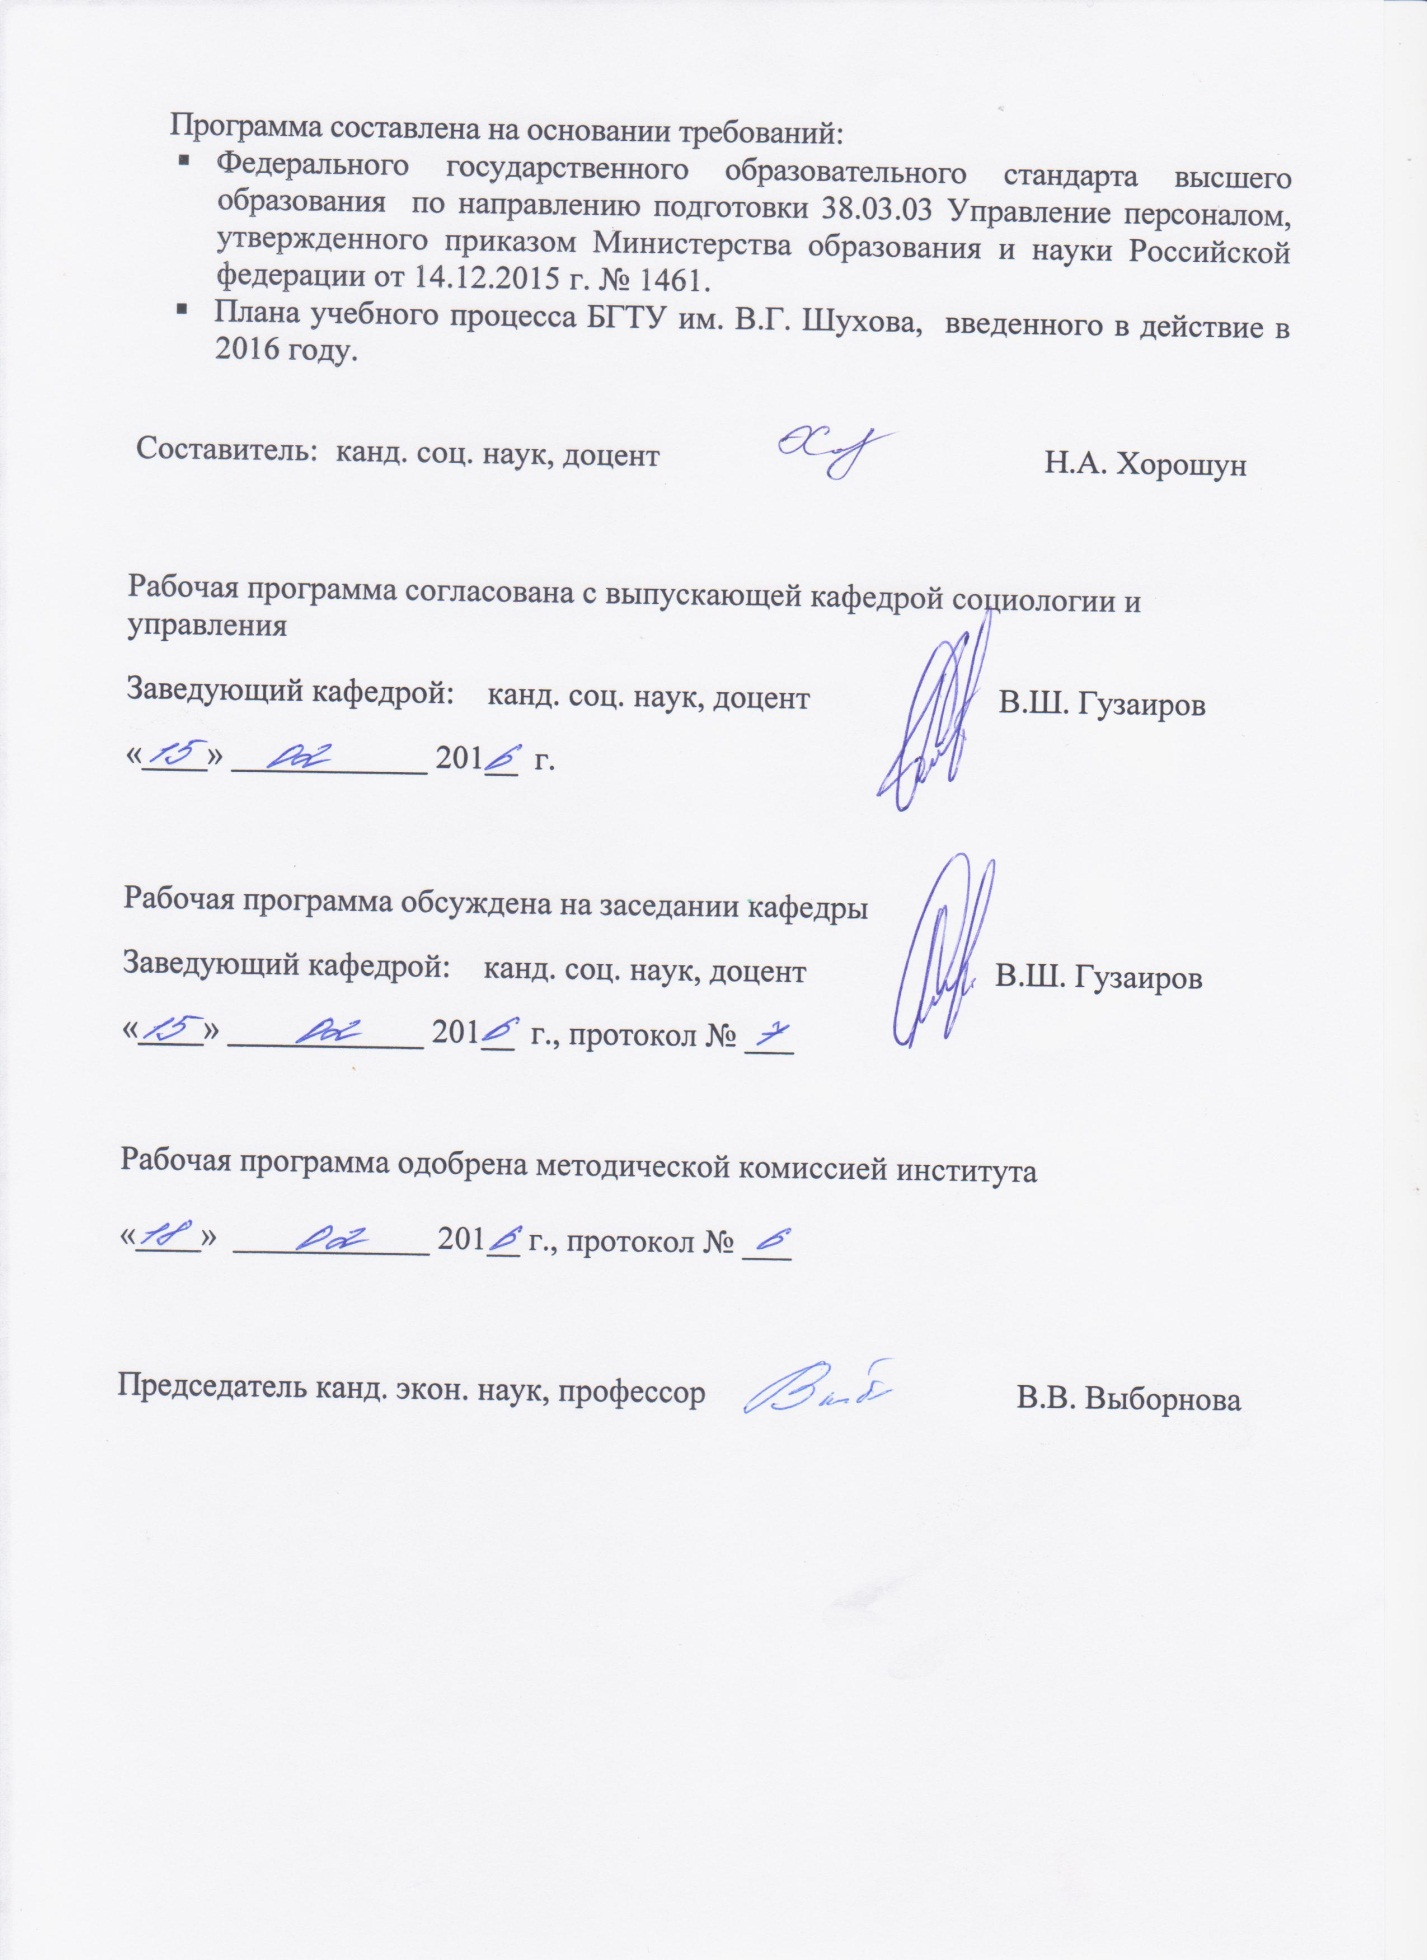 Программа составлена на основании требований:
▪ Федерального государственного образовательного стандарта высшего
образования по направлению подготовки 38.03.03 Управление персоналом,
утвержденного приказом Министерства образования и науки Российской
федерации от 14.12.2015 г. № 1461.
▪ Плана учебного процесса БГТУ им. В.Г. Шухова, введенного в действие в
2016 году.
Составитель: канд. соц. наук, доцент Н.А. Хорошун
Рабочая программа согласована с выпускающей кафедрой социологии и
управления
Заведующий кафедрой: канд. соц. наук, доцент В.Ш. Гузаиров
«15» 02 2016 г.
Рабочая программа обсуждена на заседании кафедры
Заведующий кафедрой: канд. соц. наук, доцент В.Ш. Гузаиров
«15» 02 2016 г., протокол № 7
Рабочая программа одобрена методической комиссией института
«18» 02 2016 г., протокол № 6
Председатель канд. экон. наук, профессор В.В. Выборнова